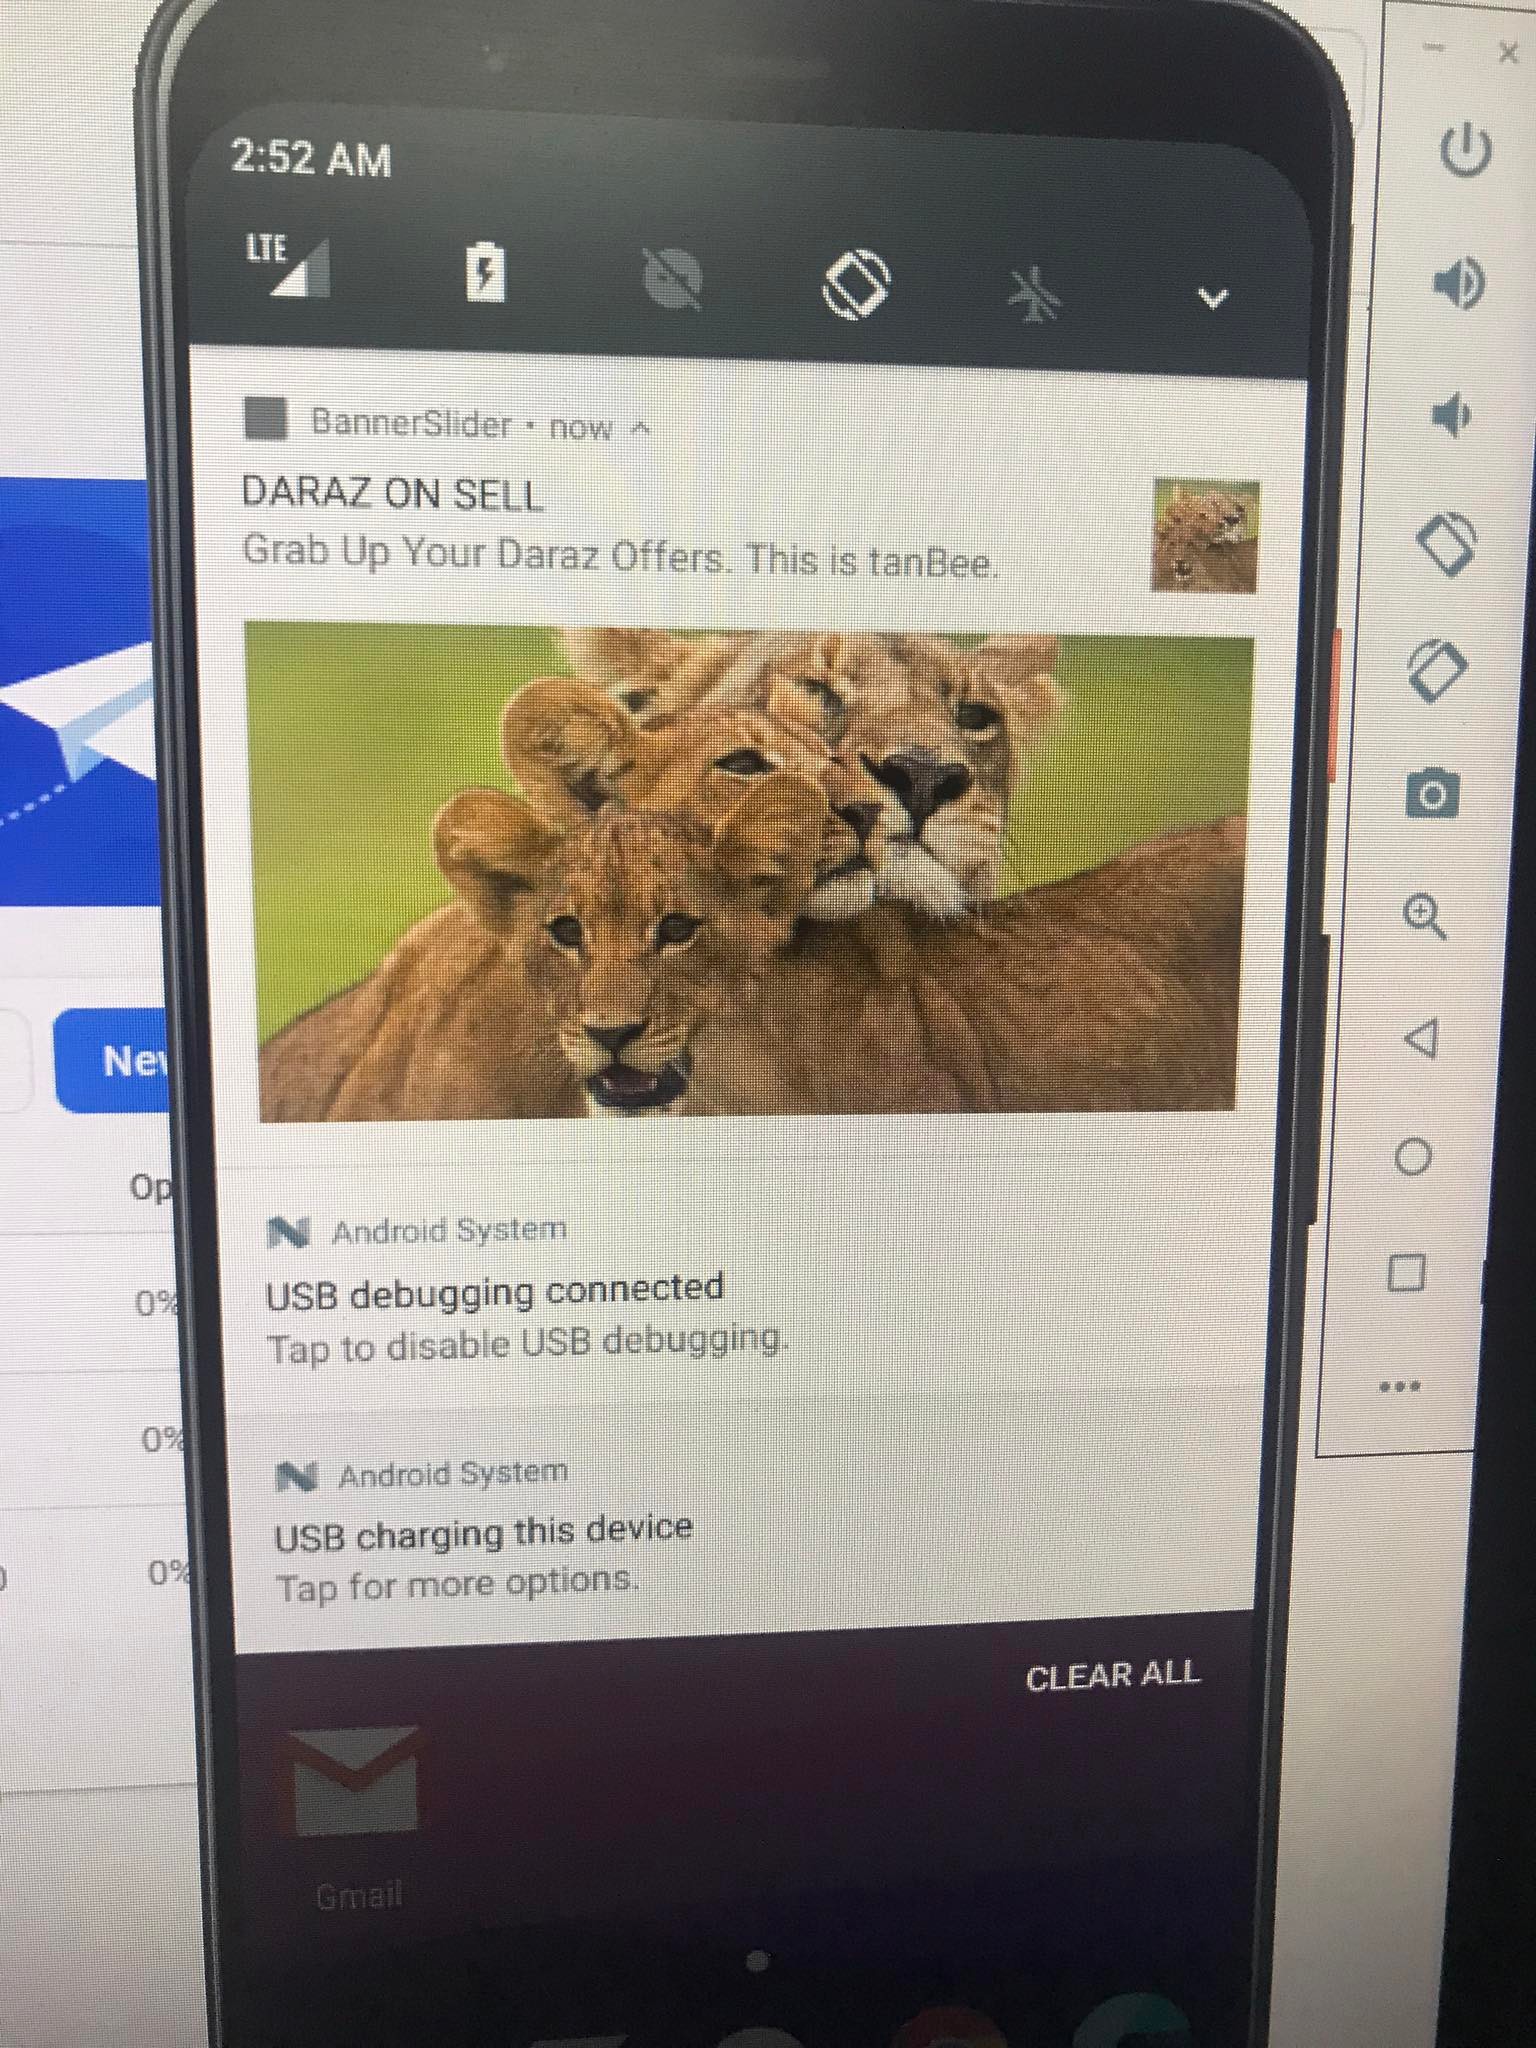 2:52 AM
LTE
BannerSlider • now
DARAZ ON SELL
Grab Up Your Daraz Offers. This is tanBee.
Android System
USB debugging connected
Tap to disable USB debugging.
Android System
USB charging this device
Tap for more options.
CLEAR ALL
Gmail
0%
0%
0%